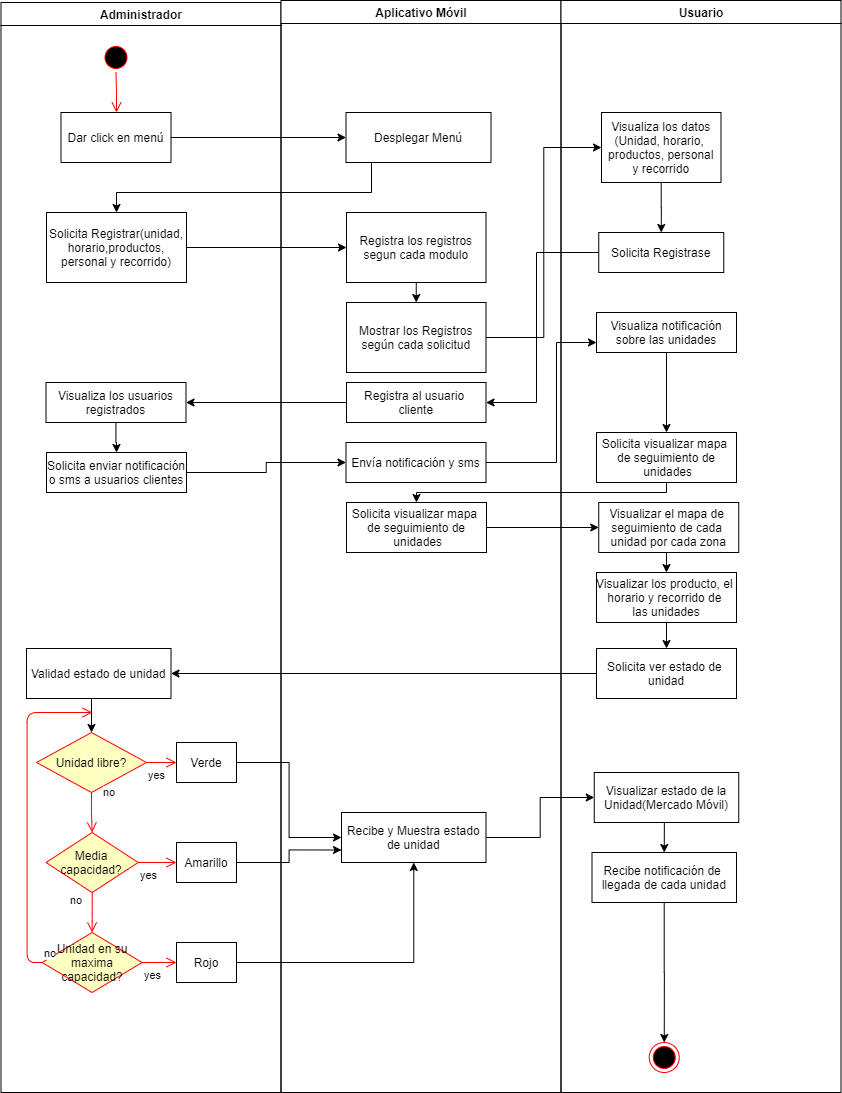 Administrador
Aplicativo Móvil
Usuario
Dar click en menú
Desplegar Menú
Visualiza los datos
(Unidad, horario,
productos, personal
y recorrido
Solicita Registrar(unidad,
horario,productos,
personal y recorrido)
Registra los registros
segun cada modulo
Solicita Registrase
Mostrar los Registros
según cada solicitud
Visualiza notificación
sobre las unidades
Visualiza los usuarios
registrados
Registra al usuario
cliente
Solicita enviar notificación
o sms a usuarios clientes
Envía notificación y sms
Solicita visualizar mapa
de seguimiento de
unidades
Solicita visualizar mapa
de seguimiento de
unidades
Visualizar el mapa de
seguimiento de cada
unidad por cada zona
Visualizar los producto, el
horario y recorrido de
las unidades
Validad estado de unidad
Solicita ver estado de
unidad
Unidad libre?
yes
Verde
no
Visualizar estado de la
Unidad(Mercado Móvil)
Recibe y Muestra estado
de unidad
Media
capacidad?
yes
Amarillo
no
Recibe notificación de
llegada de cada unidad
no
Unidad en su
maxima
capacidad?
yes
Rojo